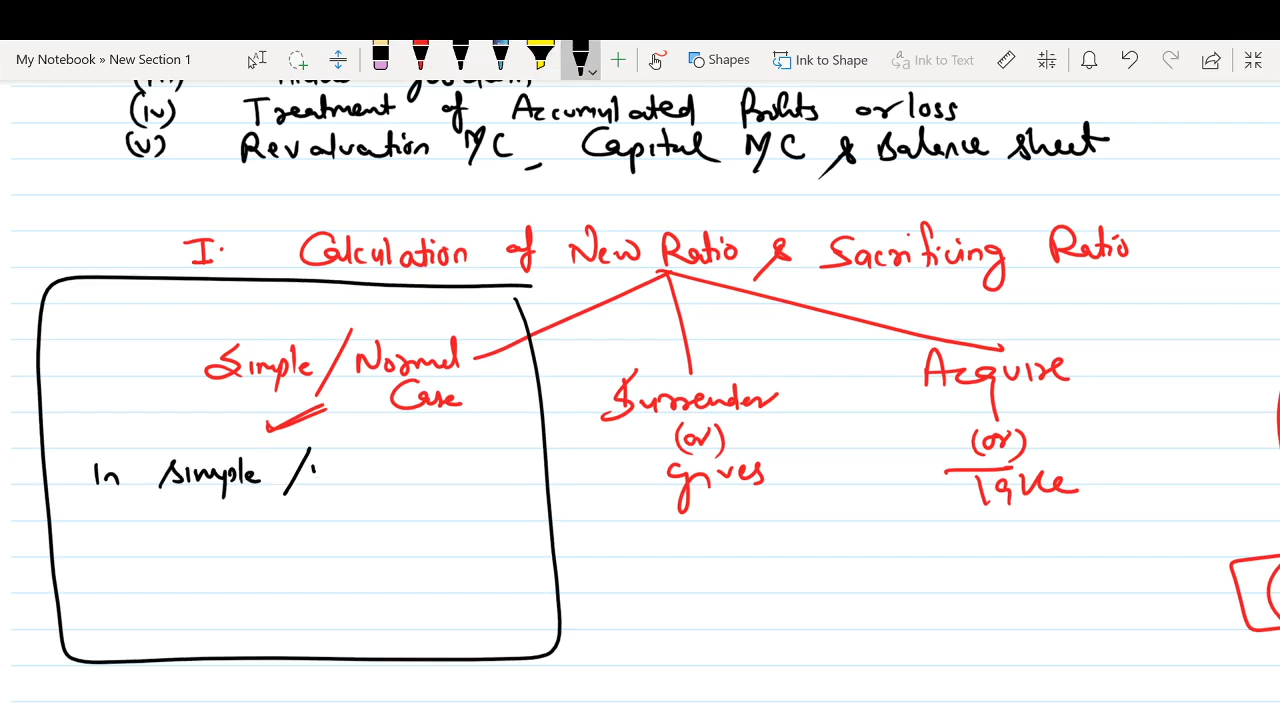 My Notebook » New Section 1
Shapes
Ink to Shape
Ink to Text
(iv) Treatment of Accumulated Profits or loss
(v) Revaluation A/C, Capital A/C & Balance sheet
I. Calculation of New Ratio & Sacrificing Ratio
Simple / Normal Case
Surrender
(or)
gives
Acquire
(or)
Take
In simple /